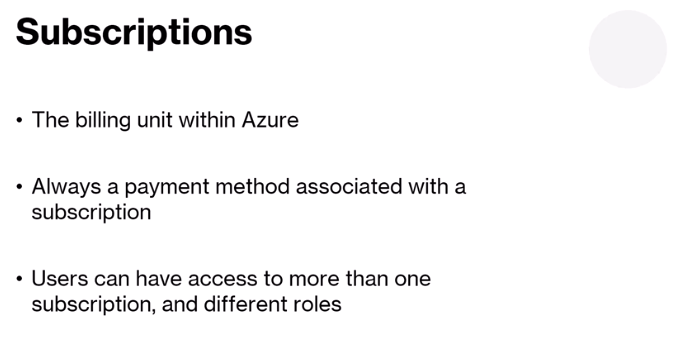 Subscriptions
• The billing unit within Azure
• Always a payment method associated with a
subscription
• Users can have access to more than one
subscription, and different roles